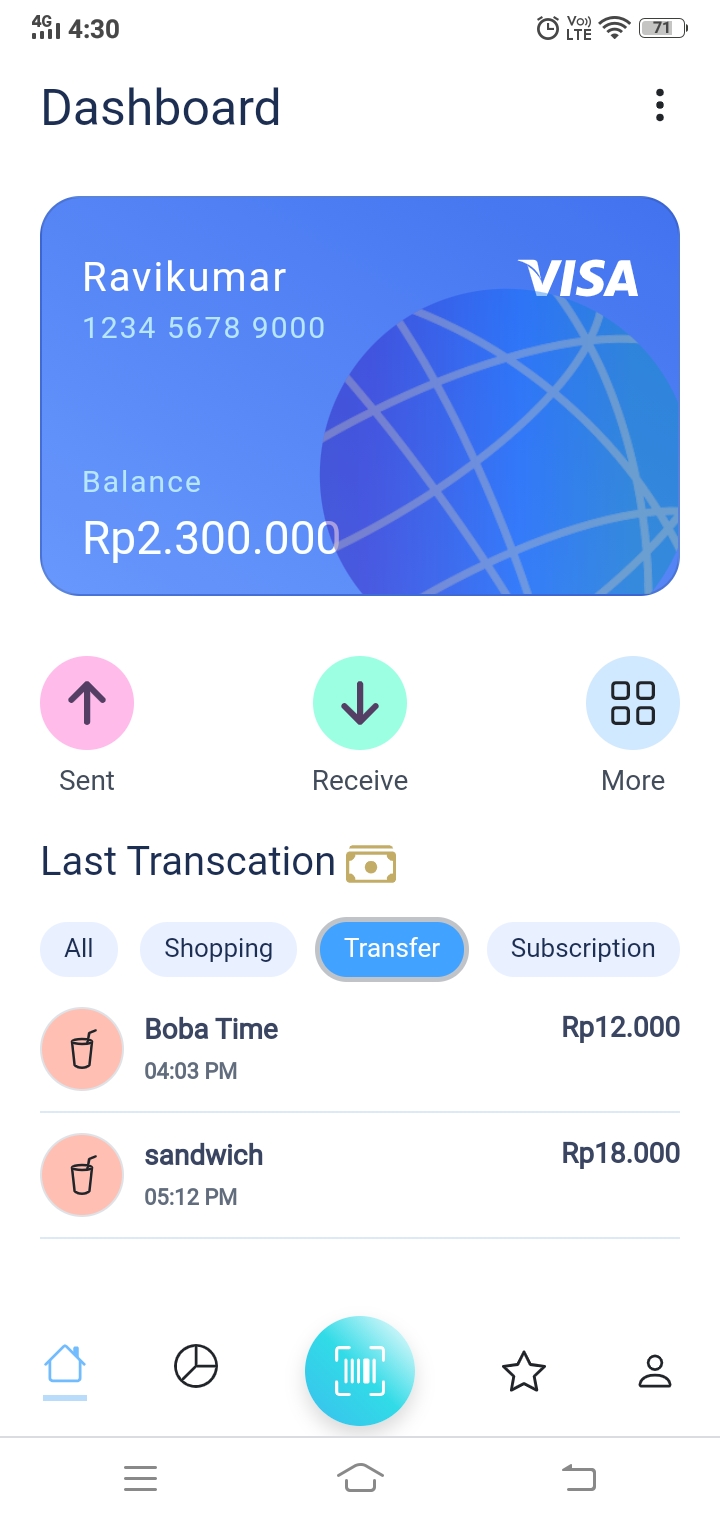 4G 4:30 Vo)) LTE 71
Dashboard
Ravikumar VISA
1234 5678 9000
Balance
Rp2.300.000
Sent Receive More
Last Transcation
All Shopping Transfer Subscription
Boba Time Rp12.000
04:03 PM
sandwich Rp18.000
05:12 PM